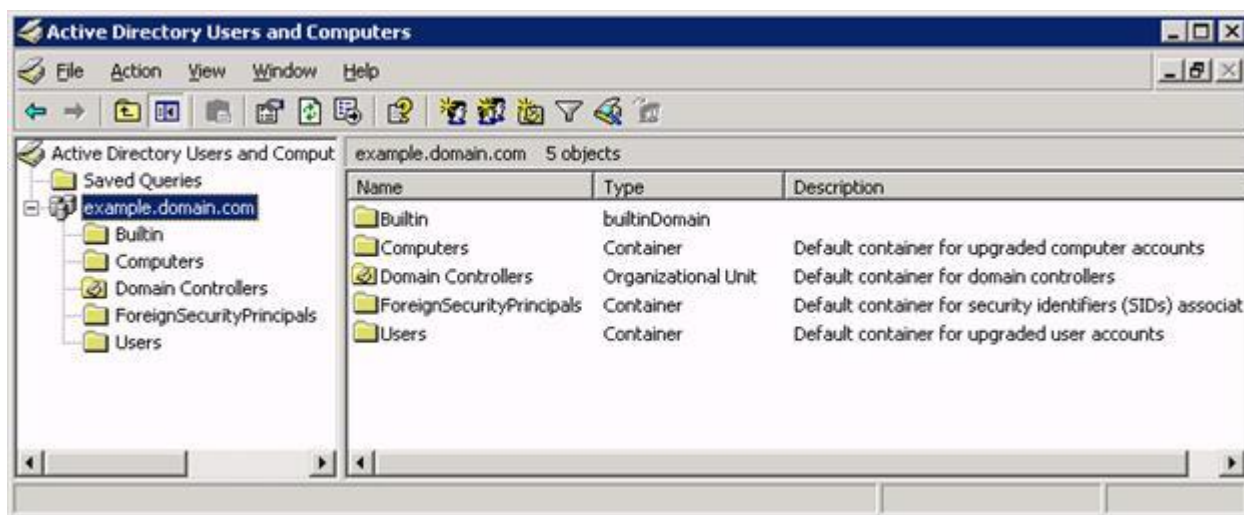 Active Directory Users and Computers
File Action View Window Help
Active Directory Users and Comput
Saved Queries
example.domain.com
Builtin
Computers
Domain Controllers
ForeignSecurityPrincipals
Users
example.domain.com 5 objects
Name Type Description
Builtin builtinDomain
Computers Container Default container for upgraded computer accounts
Domain Controllers Organizational Unit Default container for domain controllers
ForeignSecurityPrincipals Container Default container for security identifiers (SIDs) associat
Users Container Default container for upgraded user accounts